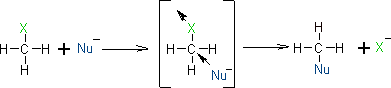 X
H C H + Nu⁻
H
X
H C H
Nu⁻
H
H C H + X⁻
Nu